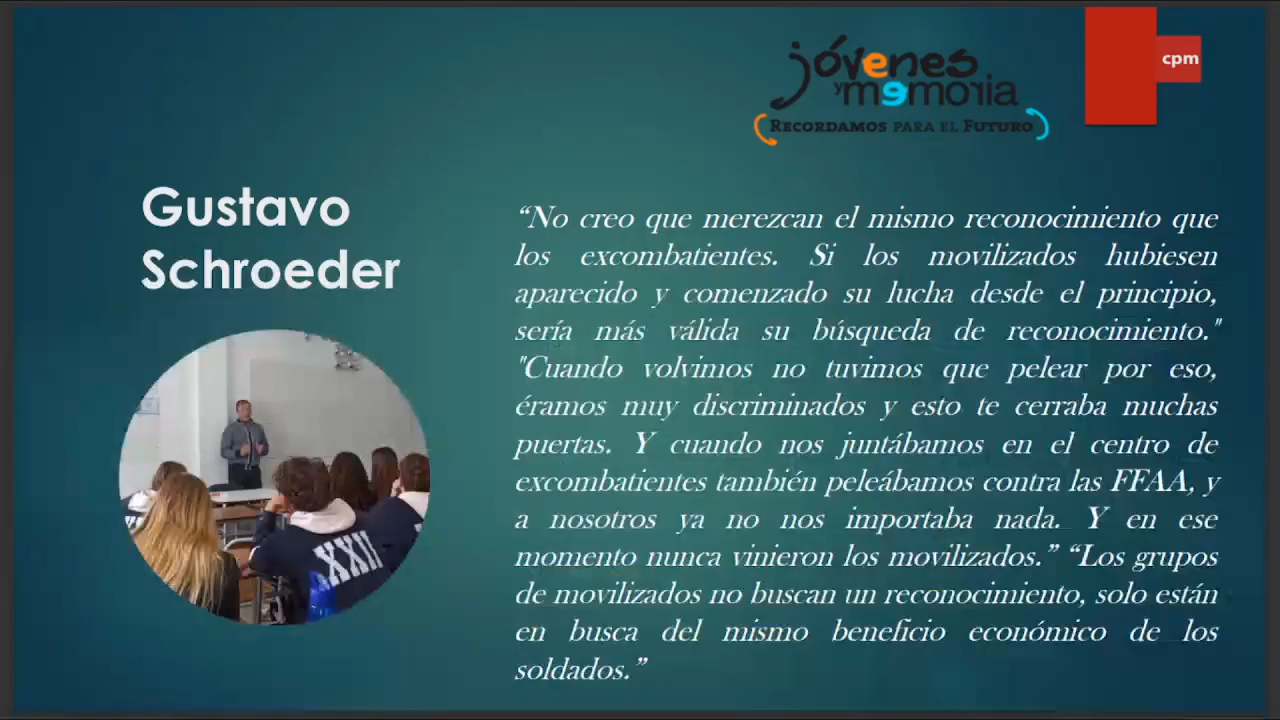 jóvenes
y memoria
RECORDAMOS PARA EL FUTURO
cpm
Gustavo
Schroeder
“No creo que merezcan el mismo reconocimiento que
los excombatientes. Si los movilizados hubiesen
aparecido y comenzado su lucha desde el principio,
sería más válida su búsqueda de reconocimiento."
"Cuando volvimos no tuvimos que pelear por eso,
éramos muy discriminados y esto te cerraba muchas
puertas. Y cuando nos juntábamos en el centro de
excombatientes también peleábamos contra las FFAA, y
a nosotros ya no nos importaba nada. Y en ese
momento nunca vinieron los movilizados.” “Los grupos
de movilizados no buscan un reconocimiento, solo están
en busca del mismo beneficio económico de los
soldados.”
XXII